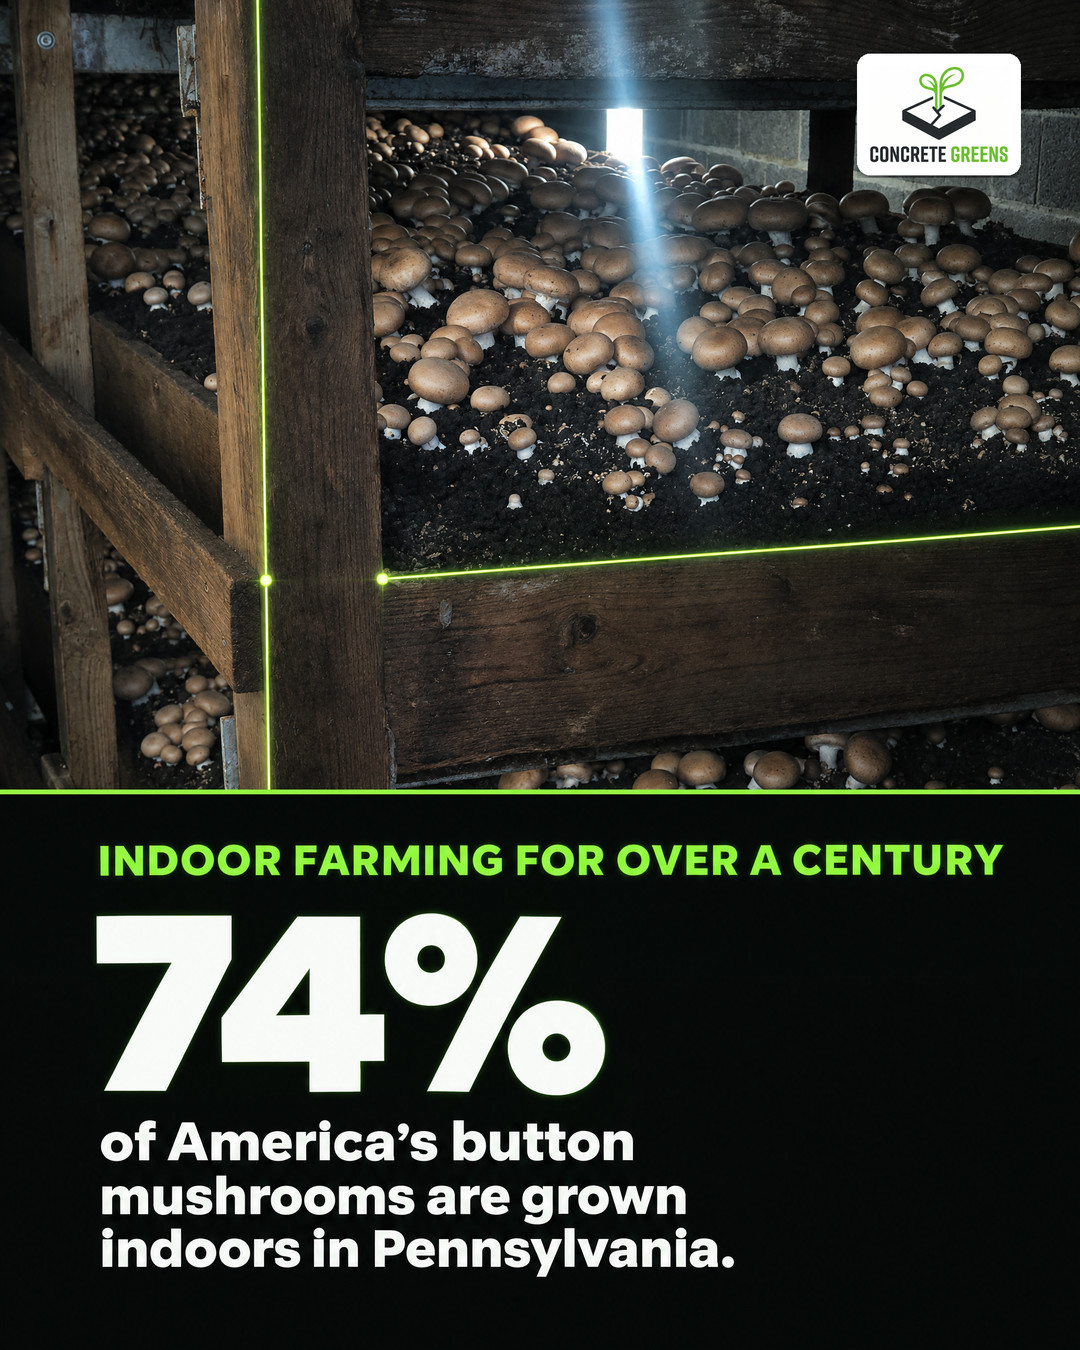 CONCRETE GREENS
INDOOR FARMING FOR OVER A CENTURY
74%
of America’s button
mushrooms are grown
indoors in Pennsylvania.